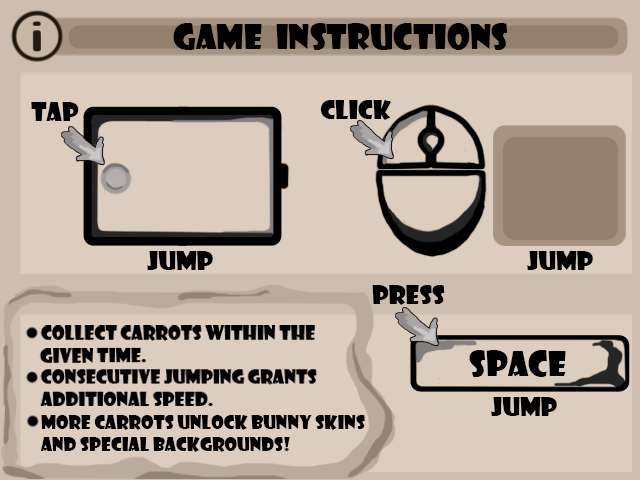 i GAME INSTRUCTIONS
TAP
CLICK
JUMP
JUMP
PRESS
SPACE
JUMP
• COLLECT CARROTS WITHIN THE
GIVEN TIME.
• CONSECUTIVE JUMPING GRANTS
ADDITIONAL SPEED.
• MORE CARROTS UNLOCK BUNNY SKINS
AND SPECIAL BACKGROUNDS!